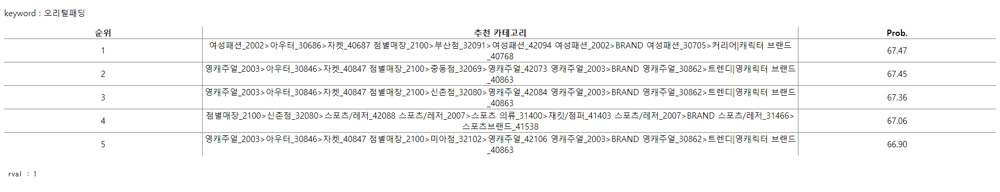 keyword : 오리털패딩
순위 추천 카테고리 Prob.
1 여성패션_2002>아우터_30686>자켓_40687 점별매장_2100>부산점_32091>여성패션_42094 여성패션_2002>BRAND 여성패션_30705>커리어|캐릭터 브랜드 67.47
_40768
2 영캐주얼_2003>아우터_30846>자켓_40847 점별매장_2100>중동점_32069>영캐주얼_42073 영캐주얼_2003>BRAND 영캐주얼_30862>트렌디|영캐릭터 브랜드 67.45
_40863
3 영캐주얼_2003>아우터_30846>자켓_40847 점별매장_2100>신촌점_32080>영캐주얼_42084 영캐주얼_2003>BRAND 영캐주얼_30862>트렌디|영캐릭터 브랜드 67.36
_40863
4 점별매장_2100>신촌점_32080>스포츠/레저_42088 스포츠/레저_2007>스포츠 의류_31400>재킷/점퍼_41403 스포츠/레저_2007>BRAND 스포츠/레저_31466> 67.06
스포츠브랜드_41538
5 영캐주얼_2003>아우터_30846>자켓_40847 점별매장_2100>미아점_32102>영캐주얼_42106 영캐주얼_2003>BRAND 영캐주얼_30862>트렌디|영캐릭터 브랜드 66.90
_40863
rval : 1